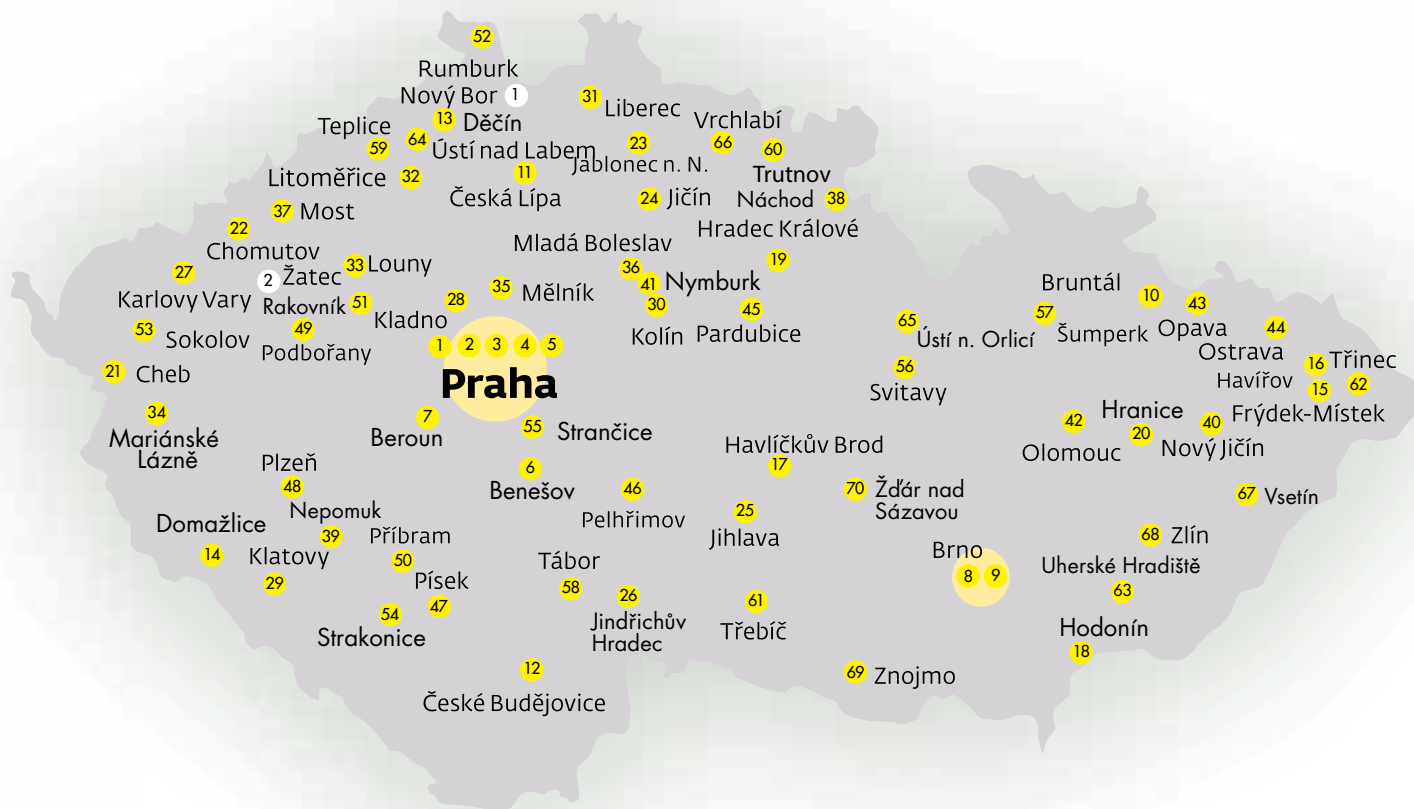 52
Rumburk
Nový Bor 1
31
Liberec
13 Děčín
Vrchlabí
Teplice
59
64
Ústí nad Labem
23
Jablonec n. N.
66
60
Trutnov
Litoměřice 32
11
Česká Lípa
24 Jičín
Náchod 38
37 Most
22
Chomutov
Hradec Králové
19
Mladá Boleslav
36
27
Karlovy Vary
2 Žatec
33 Louny
41 Nymburk
35 Mělník
28
Kladno
Rakovník 51
30
Kolín
45
Pardubice
Bruntál
10
43
Opava
57
Šumperk
44
Ostrava
53
Sokolov
49
Podbořany
65
Ústí n. Orlicí
1 2 3 4 5
Praha
16 Třinec
62
Havířov
15
Frýdek-Místek
21 Cheb
56
Svitavy
34
Mariánské
Lázně
7
Beroun
55 Strančice
42
Olomouc
Hranice
20
40
Nový Jičín
Havlíčkův Brod
17
Plzeň
48
6
Benešov
46
Pelhřimov
70 Žďár nad
Sázavou
67 Vsetín
Nepomuk
39
25
Jihlava
Domažlice
14
Klatovy
29
Příbram
50
68 Zlín
Brno
8 9
Tábor
58
Uherské Hradiště
63
Písek
47
26
Jindřichův
Hradec
61
Třebíč
54
Strakonice
Hodonín
18
12
České Budějovice
69 Znojmo